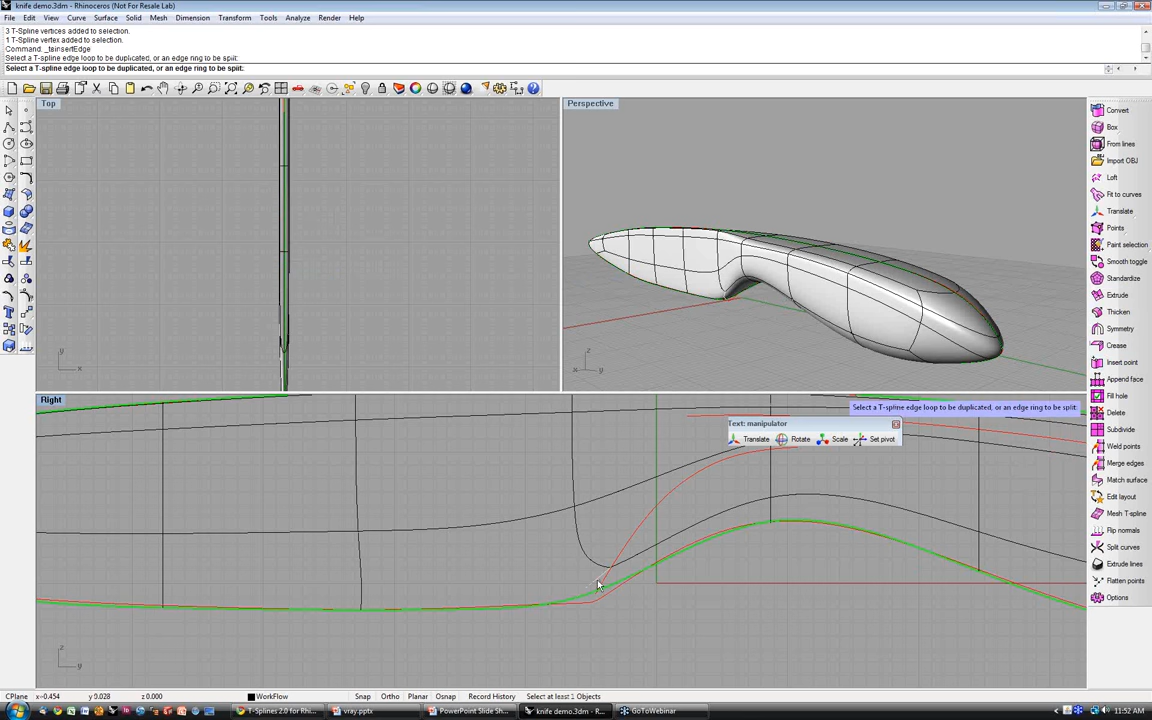 knife demo.3dm - Rhinoceros (Not For Resale Lab)
File Edit View Curve Surface Solid Mesh Dimension Transform Tools Analyze Render Help
3 T-Spline vertices added to selection.
1 T-Spline vertex added to selection.
Command: _tsInsertEdge
Select a T-spline edge loop to be duplicated, or an edge ring to be split:
Select a T-spline edge loop to be duplicated, or an edge ring to be split:
Top
Perspective
Convert
Box
From lines
Import OBJ
Loft
Fit to curves
Translate
Points
Paint selection
Smooth toggle
Standardize
Extrude
Thicken
Symmetry
Crease
Insert point
Append face
Fill hole
Delete
Subdivide
Weld points
Merge edges
Match surface
Edit layout
Mesh T-spline
Flip normals
Split curves
Extrude lines
Flatten points
Options
y
x
z
x y
Right
Select a T-spline edge loop to be duplicated, or an edge ring to be split:
Text: manipulator
Translate Rotate Scale Set pivot
z
y
CPlane x=0.454 y=0.028 z=0.000 WorkFlow Snap Ortho Planar Osnap Record History Select at least 1 Objects
T-Splines 2.0 for Rhi... vray.pptx PowerPoint Slide Sh... knife demo.3dm - R... GoToWebinar 11:52 AM